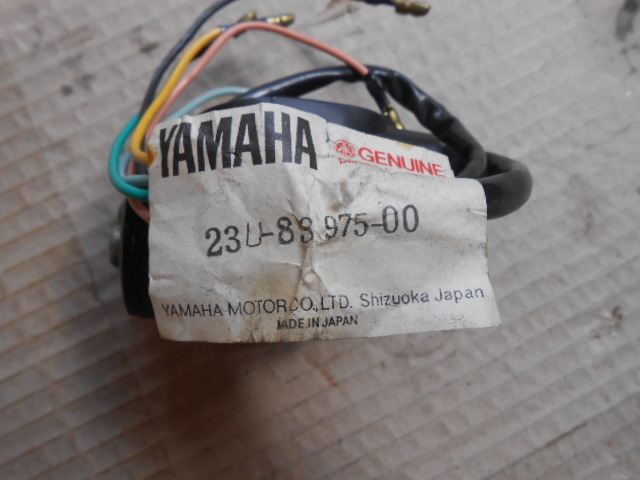 YAMAHA GENUINE
23U-83975-00
YAMAHA MOTOR CO., LTD. Shizuoka Japan
MADE IN JAPAN